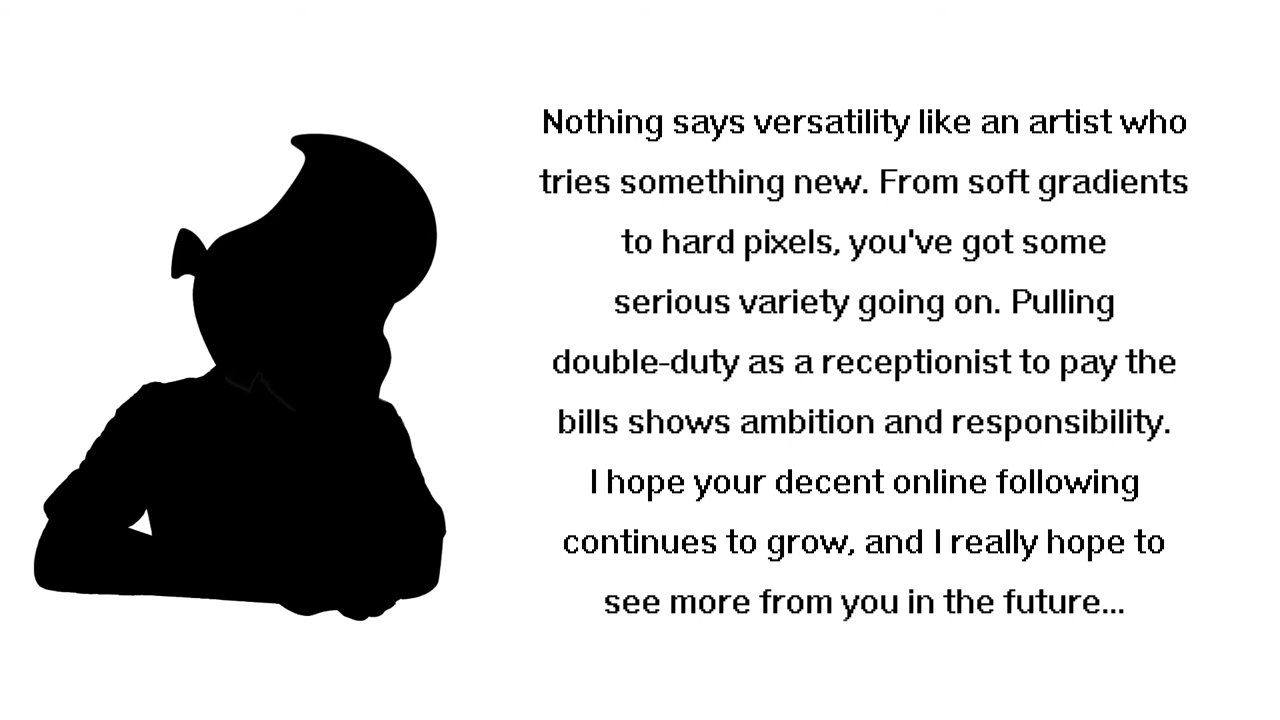 Nothing says versatility like an artist who
tries something new. From soft gradients
to hard pixels, you've got some
serious variety going on. Pulling
double-duty as a receptionist to pay the
bills shows ambition and responsibility.
I hope your decent online following
continues to grow, and I really hope to
see more from you in the future...